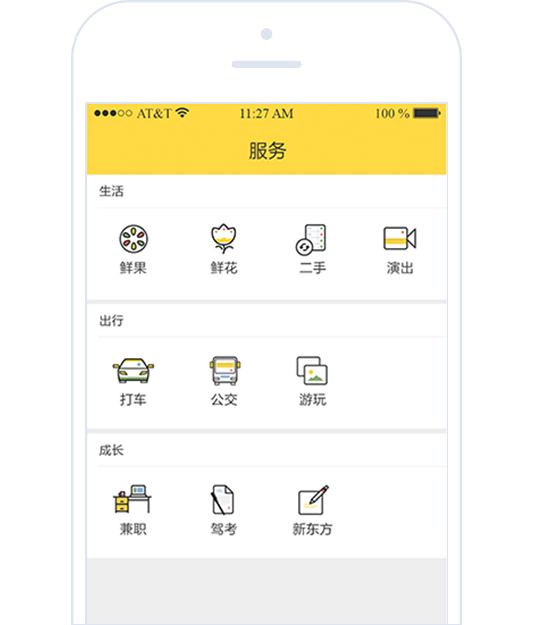 AT&T 11:27 AM 100 %
服务
生活
鲜果 鲜花 二手 演出
出行
打车 公交 游玩
成长
兼职 驾考 新东方